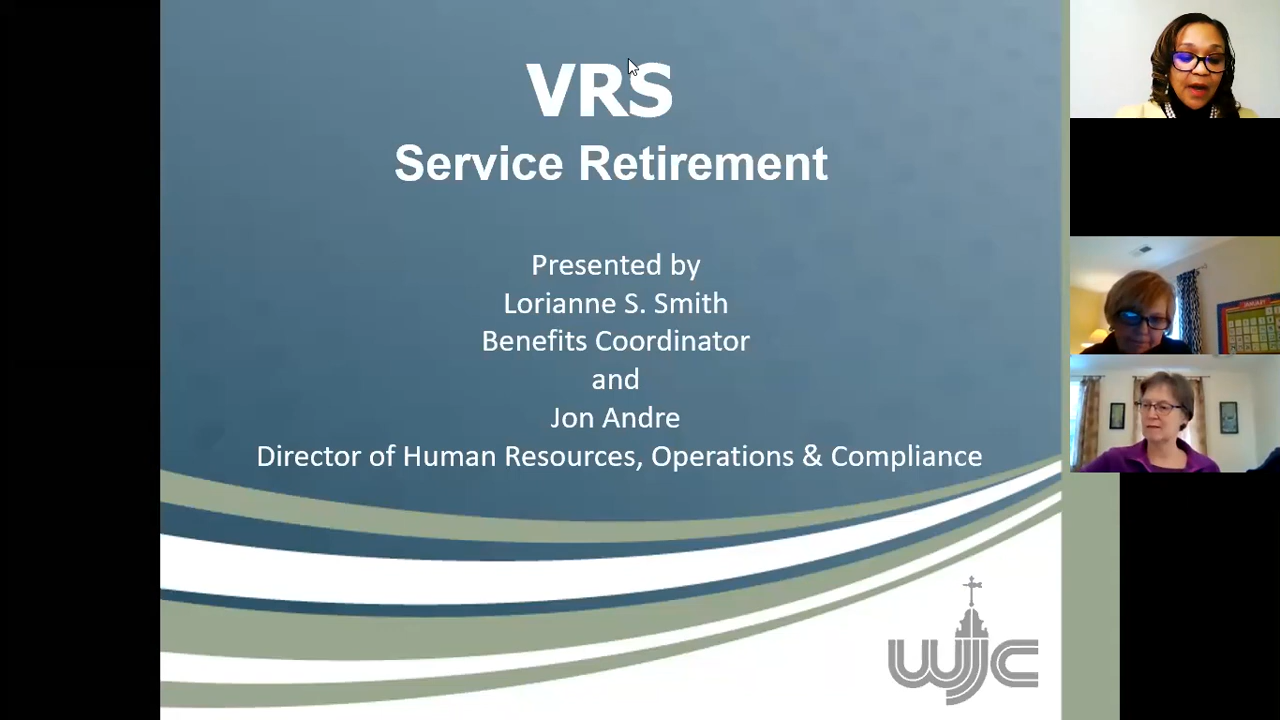 VRS
Service Retirement
Presented by
Lorianne S. Smith
Benefits Coordinator
and
Jon Andre
Director of Human Resources, Operations & Compliance
WJC
JANUARY